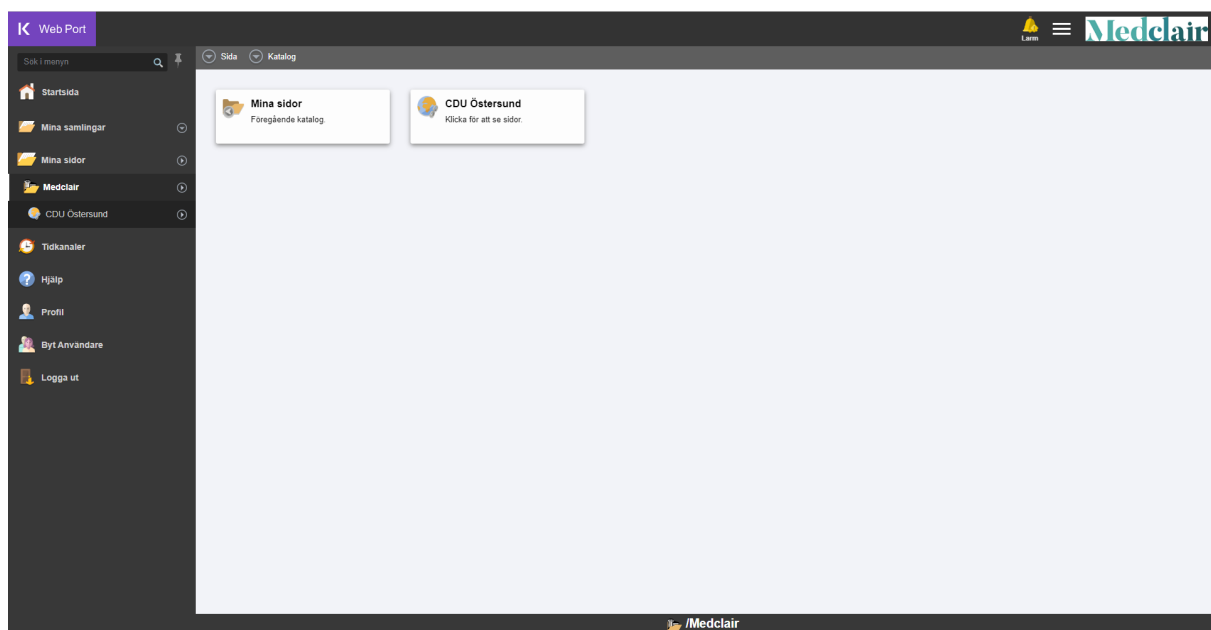 Web Port
Larm
Medclair
Sök i menyn
Sida
Katalog
Startsida
Mina samlingar
Mina sidor
Medclair
CDU Östersund
Tidkanaler
Hjälp
Profil
Byt Användare
Logga ut
Mina sidor
Föregående katalog.
CDU Östersund
Klicka för att se sidor.
/Medclair